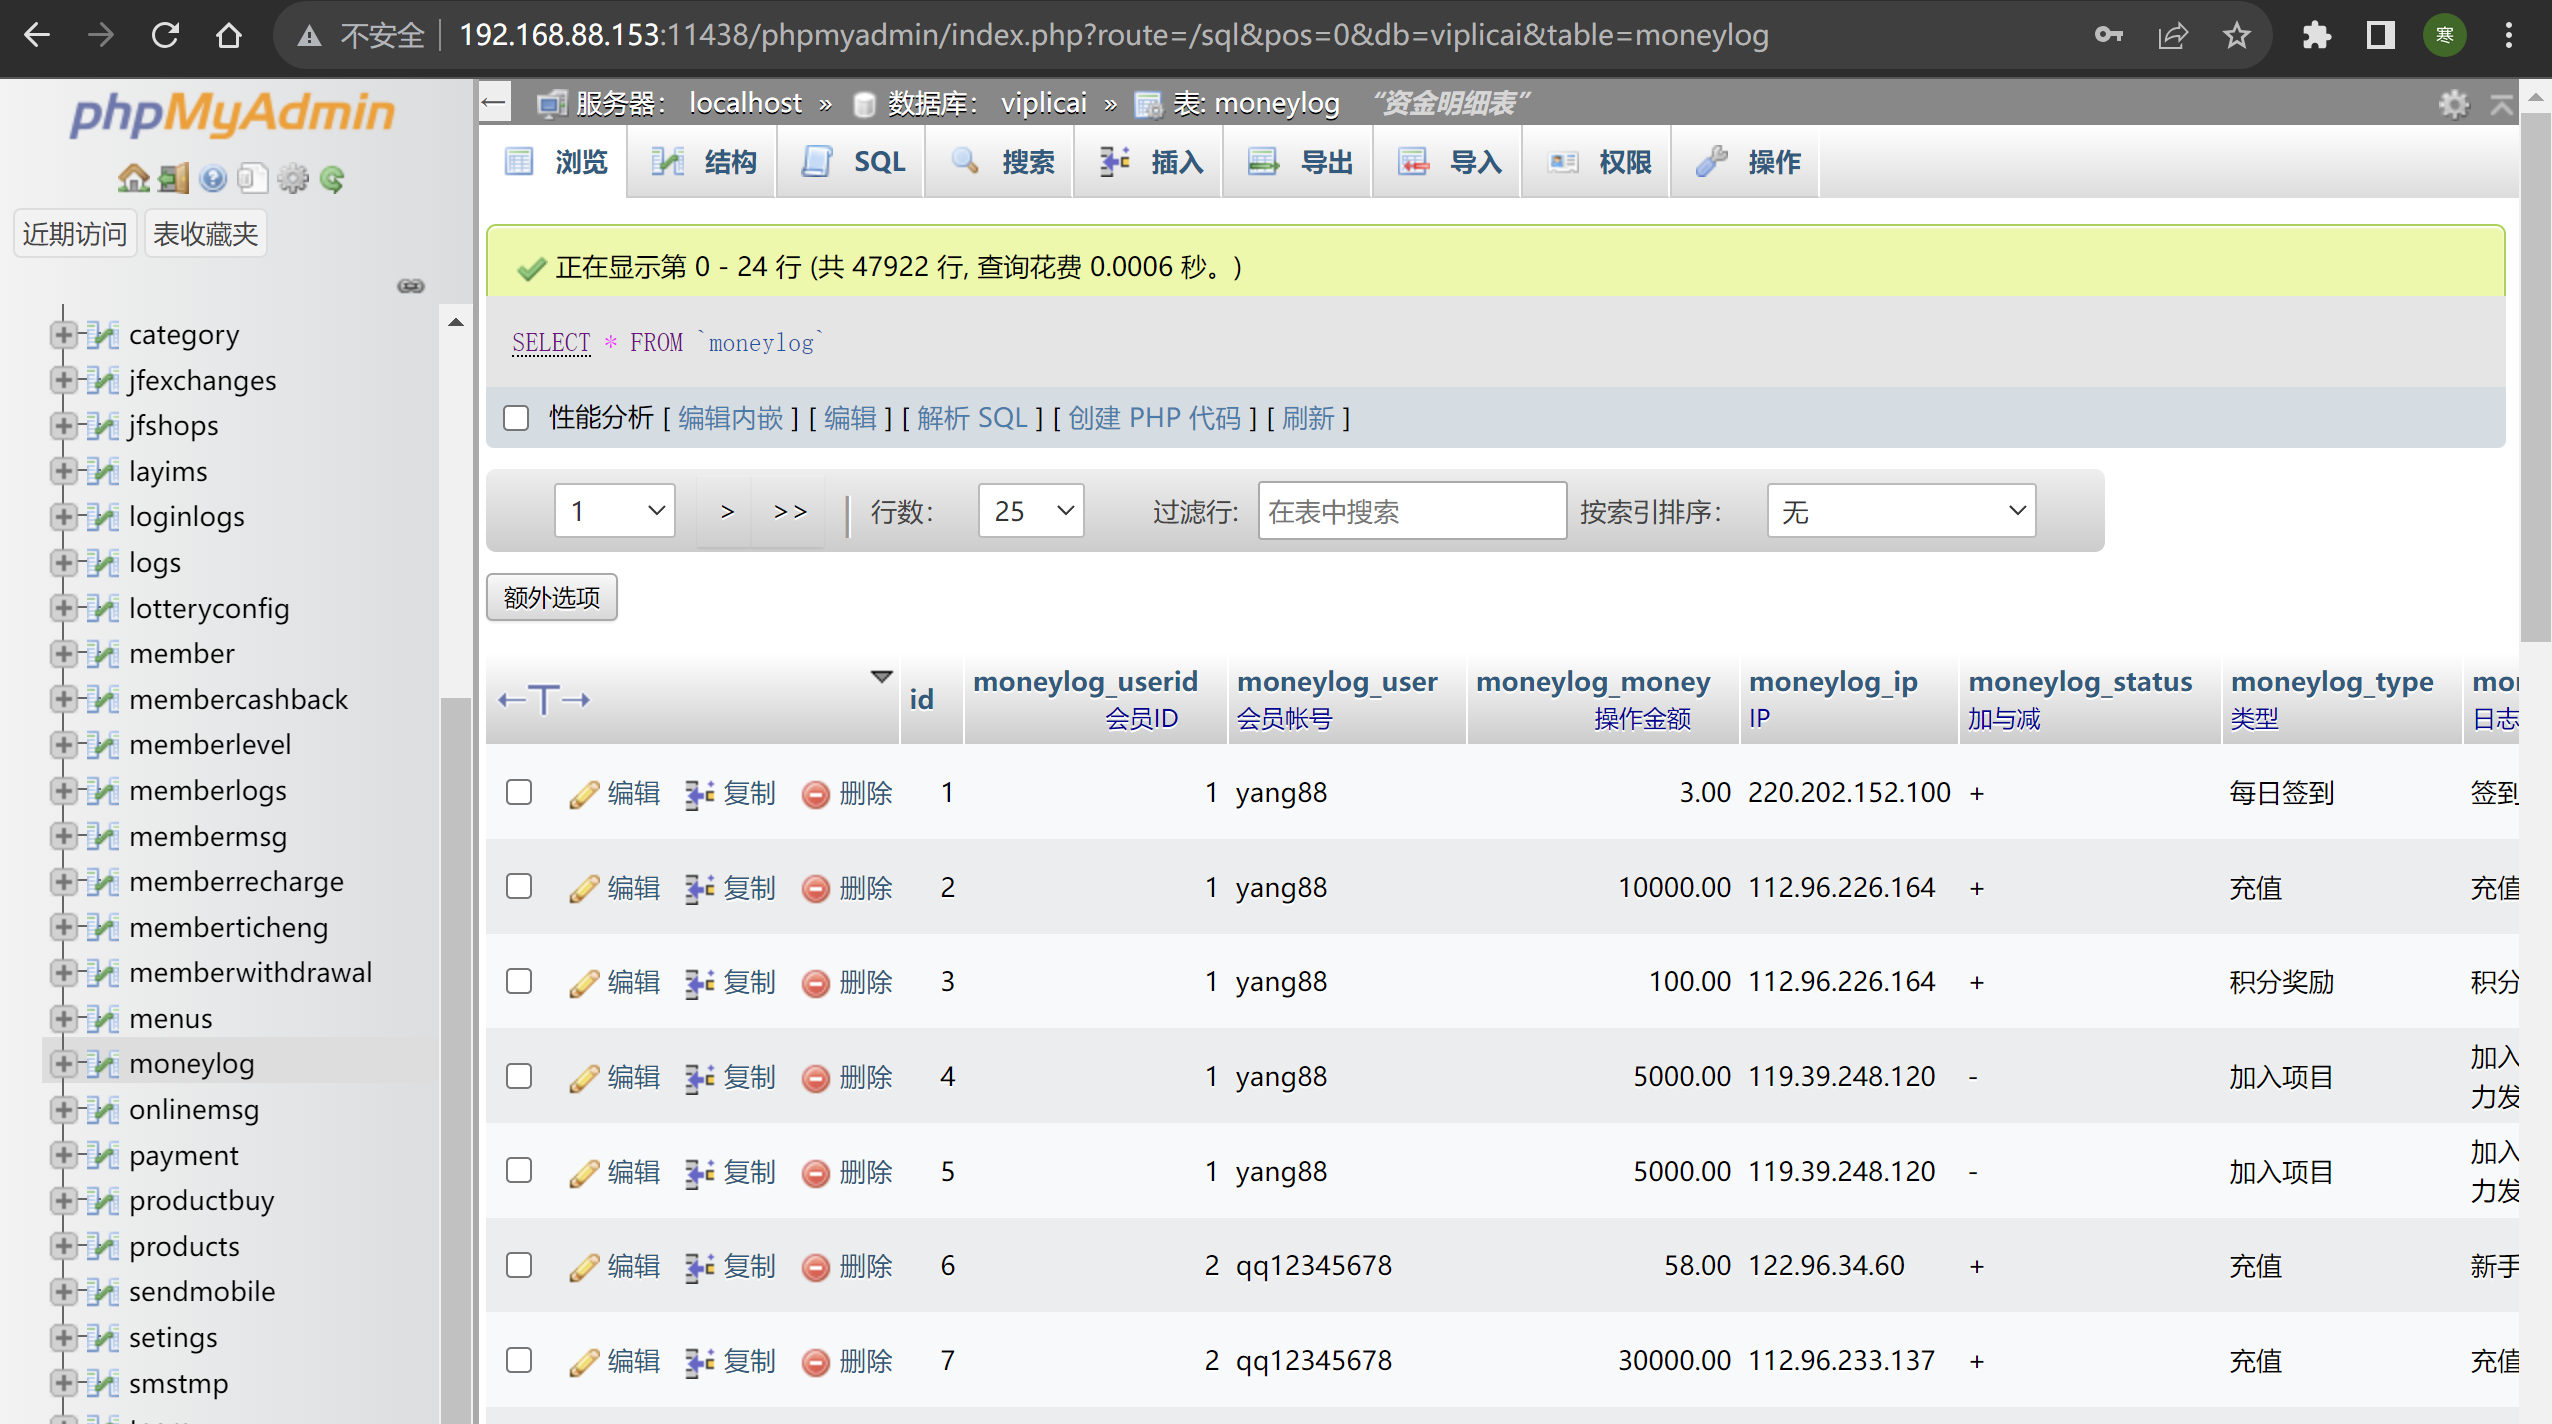 不安全 192.168.88.153:11438/phpmyadmin/index.php?route=/sql&pos=0&db=viplicai&table=moneylog 寒
phpMyAdmin
近期访问 表收藏夹
category
jfexchanges
jfshops
layims
loginlogs
logs
lotteryconfig
member
membercashback
memberlevel
memberlogs
membermsg
memberrecharge
memberticheng
memberwithdrawal
menus
moneylog
onlinemsg
payment
productbuy
products
sendmobile
setings
smstmp
服务器: localhost » 数据库: viplicai » 表: moneylog “资金明细表”
浏览 结构 SQL 搜索 插入 导出 导入 权限 操作
正在显示第 0 - 24 行 (共 47922 行, 查询花费 0.0006 秒。)
SELECT * FROM `moneylog`
性能分析 [ 编辑内嵌 ] [ 编辑 ] [ 解析 SQL ] [ 创建 PHP 代码 ] [ 刷新 ]
1 > >> 行数: 25 过滤行: 在表中搜索 按索引排序: 无
额外选项
←T→ id moneylog_userid moneylog_user moneylog_money moneylog_ip moneylog_status moneylog_type
会员ID 会员帐号 操作金额 IP 加与减 类型 日志
编辑 复制 删除 1 1 yang88 3.00 220.202.152.100 + 每日签到 签到
编辑 复制 删除 2 1 yang88 10000.00 112.96.226.164 + 充值 充值
编辑 复制 删除 3 1 yang88 100.00 112.96.226.164 + 积分奖励 积分
编辑 复制 删除 4 1 yang88 5000.00 119.39.248.120 - 加入项目 加入
力发
编辑 复制 删除 5 1 yang88 5000.00 119.39.248.120 - 加入项目 加入
力发
编辑 复制 删除 6 2 qq12345678 58.00 122.96.34.60 + 充值 新手
编辑 复制 删除 7 2 qq12345678 30000.00 112.96.233.137 + 充值 充值